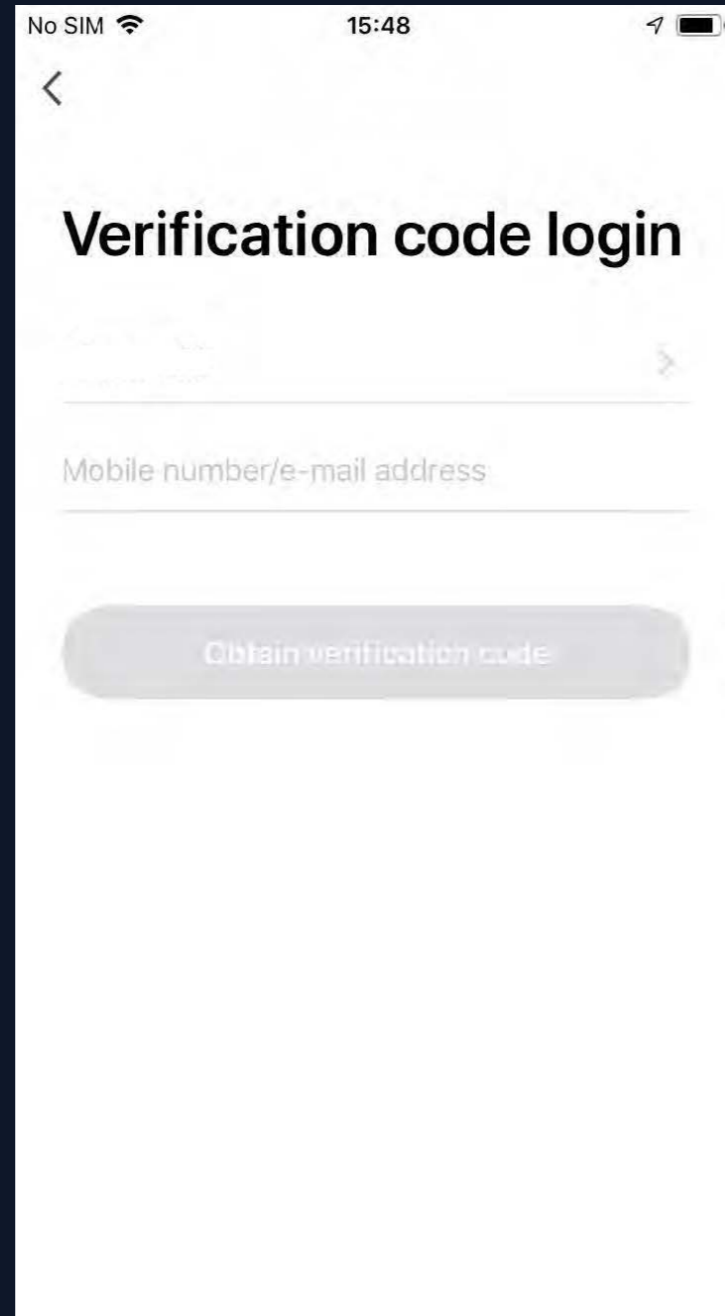 No SIM
15:48
Verification code login
Mobile number/e-mail address
Obtain verification code